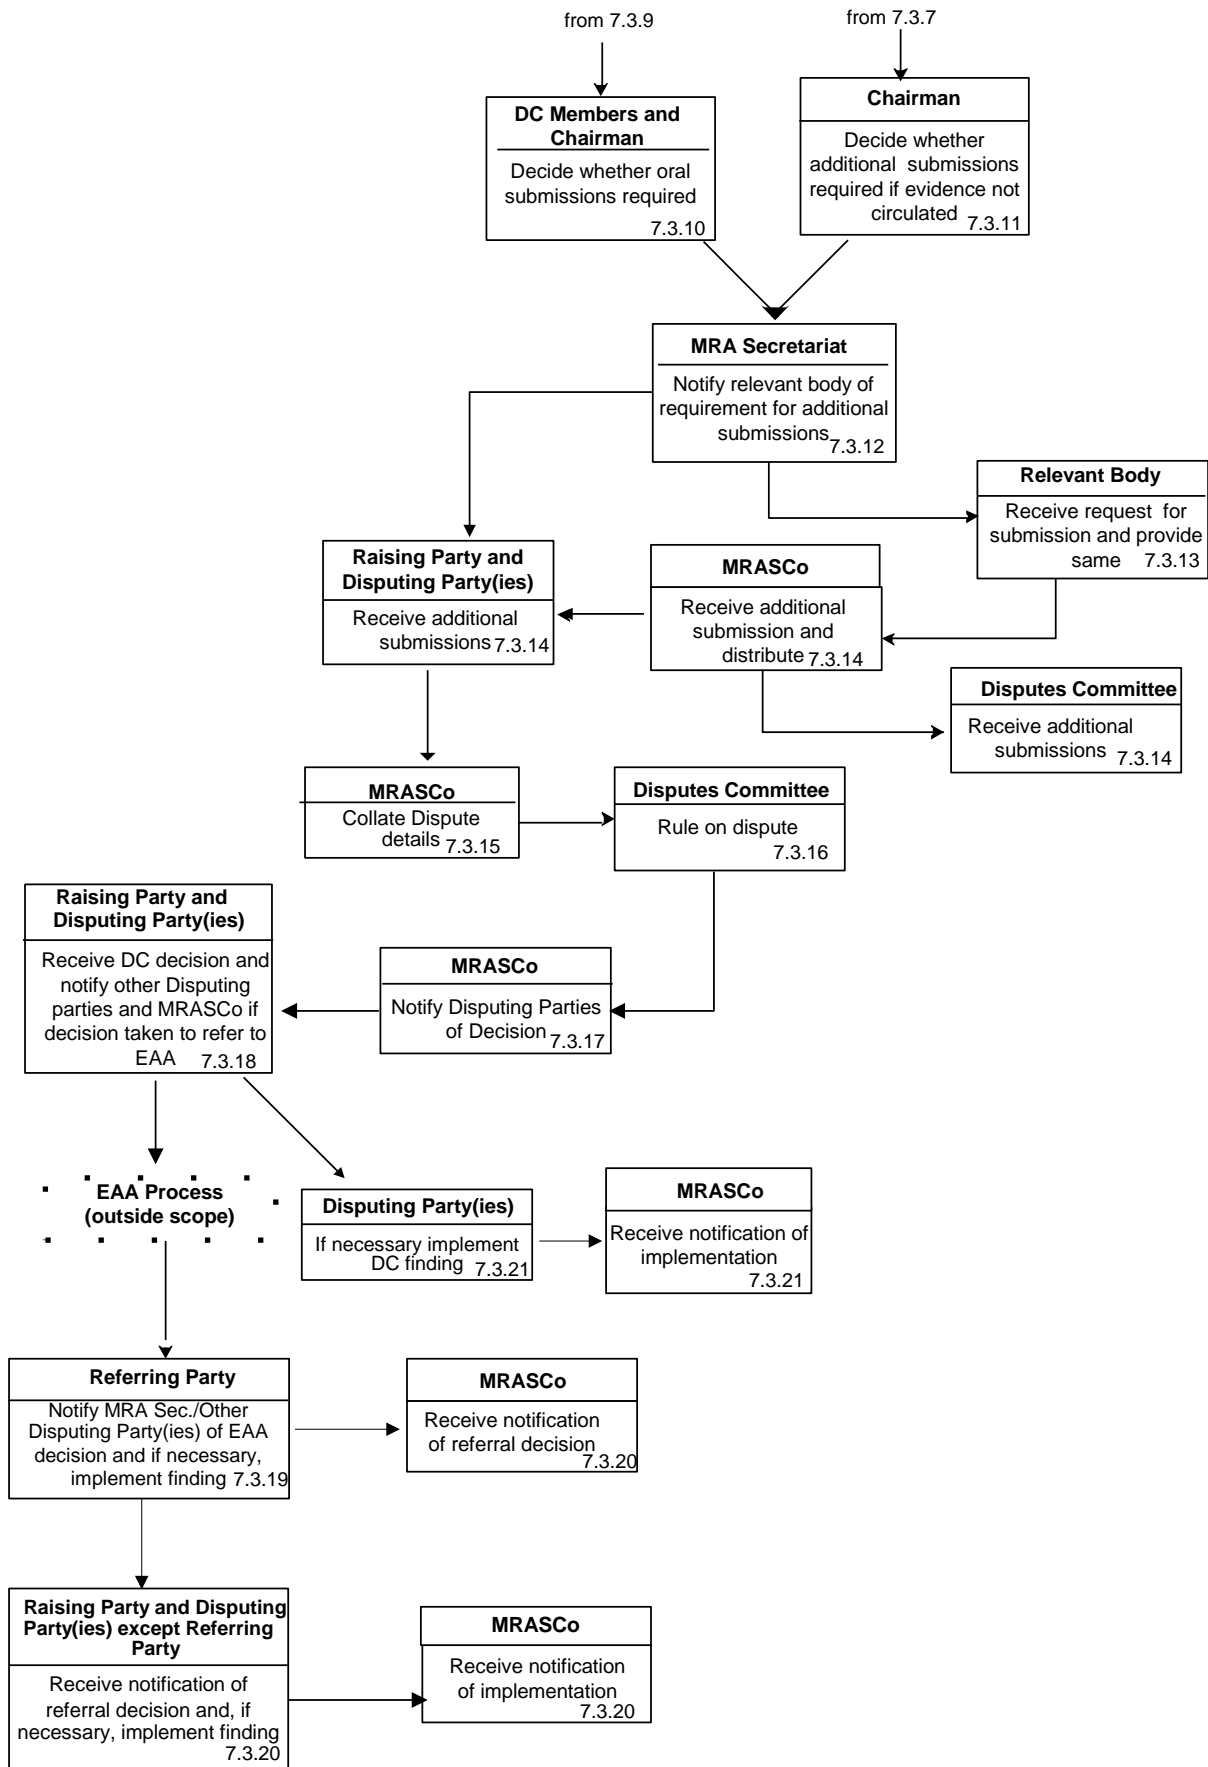 from 7.3.9
from 7.3.7
DC Members and
Chairman
Decide whether oral
submissions required
7.3.10
Chairman
Decide whether
additional submissions
required if evidence not
circulated 7.3.11
MRA Secretariat
Notify relevant body of
requirement for additional
submissions 7.3.12
Relevant Body
Receive request for
submission and provide
same 7.3.13
Raising Party and
Disputing Party(ies)
Receive additional
submissions 7.3.14
MRASCo
Receive additional
submission and
distribute 7.3.14
Disputes Committee
Receive additional
submissions 7.3.14
MRASCo
Collate Dispute
details 7.3.15
Disputes Committee
Rule on dispute
7.3.16
Raising Party and
Disputing Party(ies)
Receive DC decision and
notify other Disputing
parties and MRASCo if
decision taken to refer to
EAA 7.3.18
MRASCo
Notify Disputing Parties
of Decision 7.3.17
EAA Process
(outside scope)
Disputing Party(ies)
If necessary implement
DC finding 7.3.21
MRASCo
Receive notification of
implementation
7.3.21
Referring Party
Notify MRA Sec./Other
Disputing Party(ies) of EAA
decision and if necessary,
implement finding 7.3.19
MRASCo
Receive notification
of referral decision
7.3.20
Raising Party and Disputing
Party(ies) except Referring
Party
Receive notification of
referral decision and, if
necessary, implement finding
7.3.20
MRASCo
Receive notification
of implementation
7.3.20